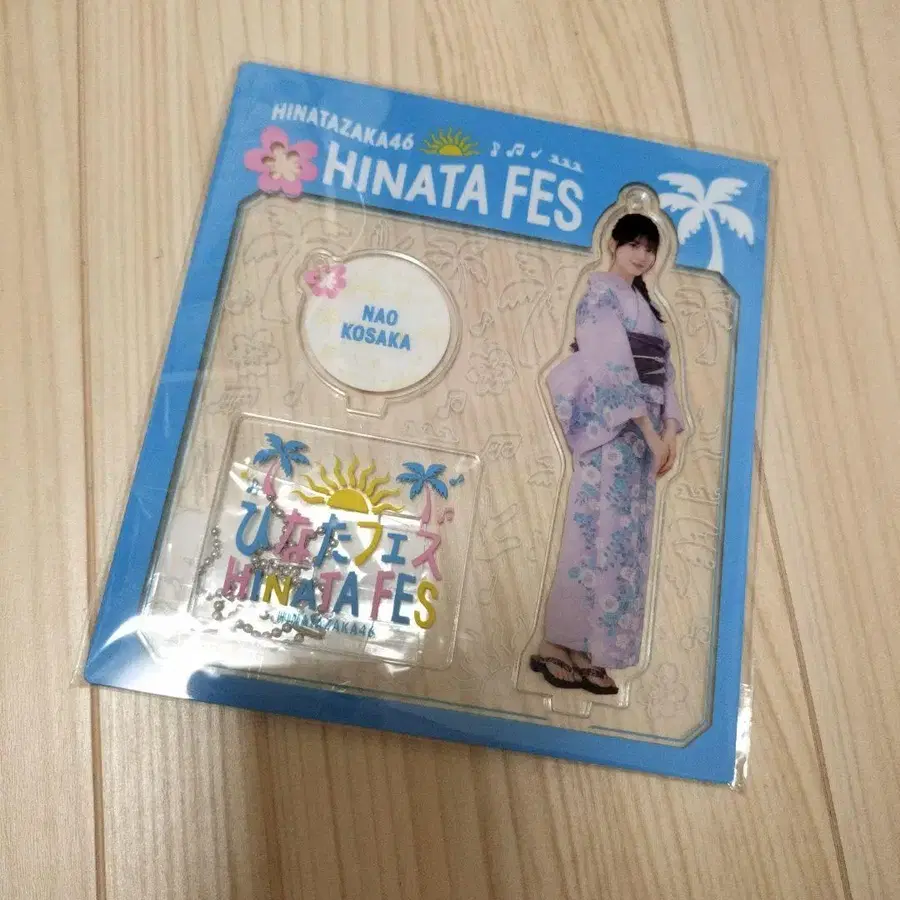 HINATAZAKA46
HINATA FES
NAO
KOSAKA
ひなたフェス
HINATA FES
HINATAZAKA46